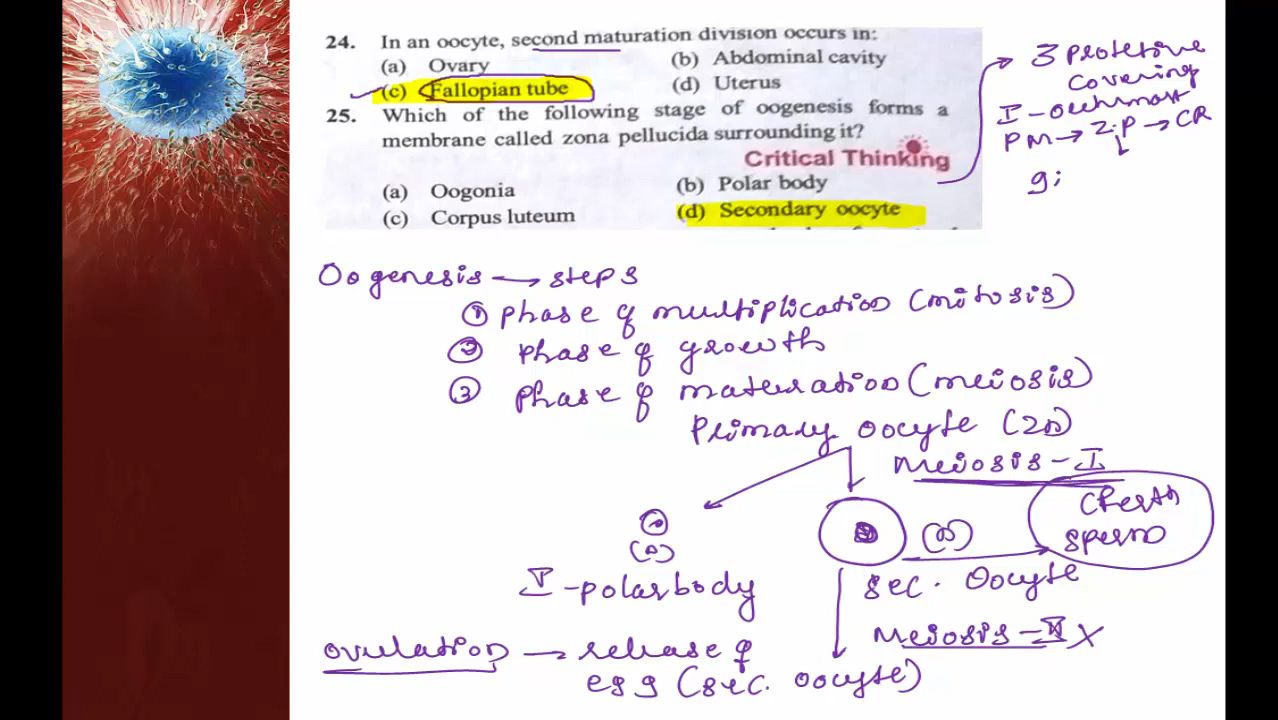 24. In an oocyte, second maturation division occurs in:
(a) Ovary (b) Abdominal cavity
(c) Fallopian tube (d) Uterus
25. Which of the following stage of oogenesis forms a
membrane called zona pellucida surrounding it?
Critical Thinking
(a) Oogonia (b) Polar body
(c) Corpus luteum (d) Secondary oocyte
3 protetive
covering
I -
PM → Z.P → CR
g;
Oogenesis → steps
① phase of multiplication (mitosis)
② phase of growth
③ phase of maturation (meiosis)
Primary oocyte (2n)
meiosis - I
(n)
(n)
sperm
I - polar body
sec. Oocyte
meiosis - II X
ovulation → release of
egg (sec. oocyte)